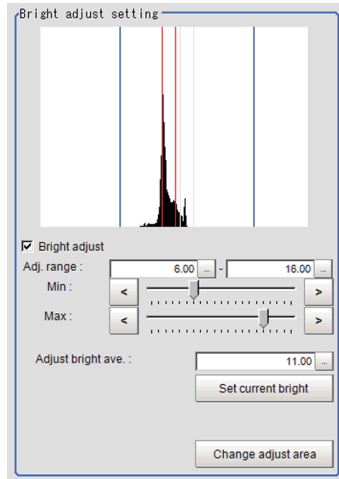 Bright adjust setting
Bright adjust
Adj. range : 6.00 ... - 16.00 ...
Min : < >
Max : < >
Adjust bright ave. : 11.00 ...
Set current bright
Change adjust area